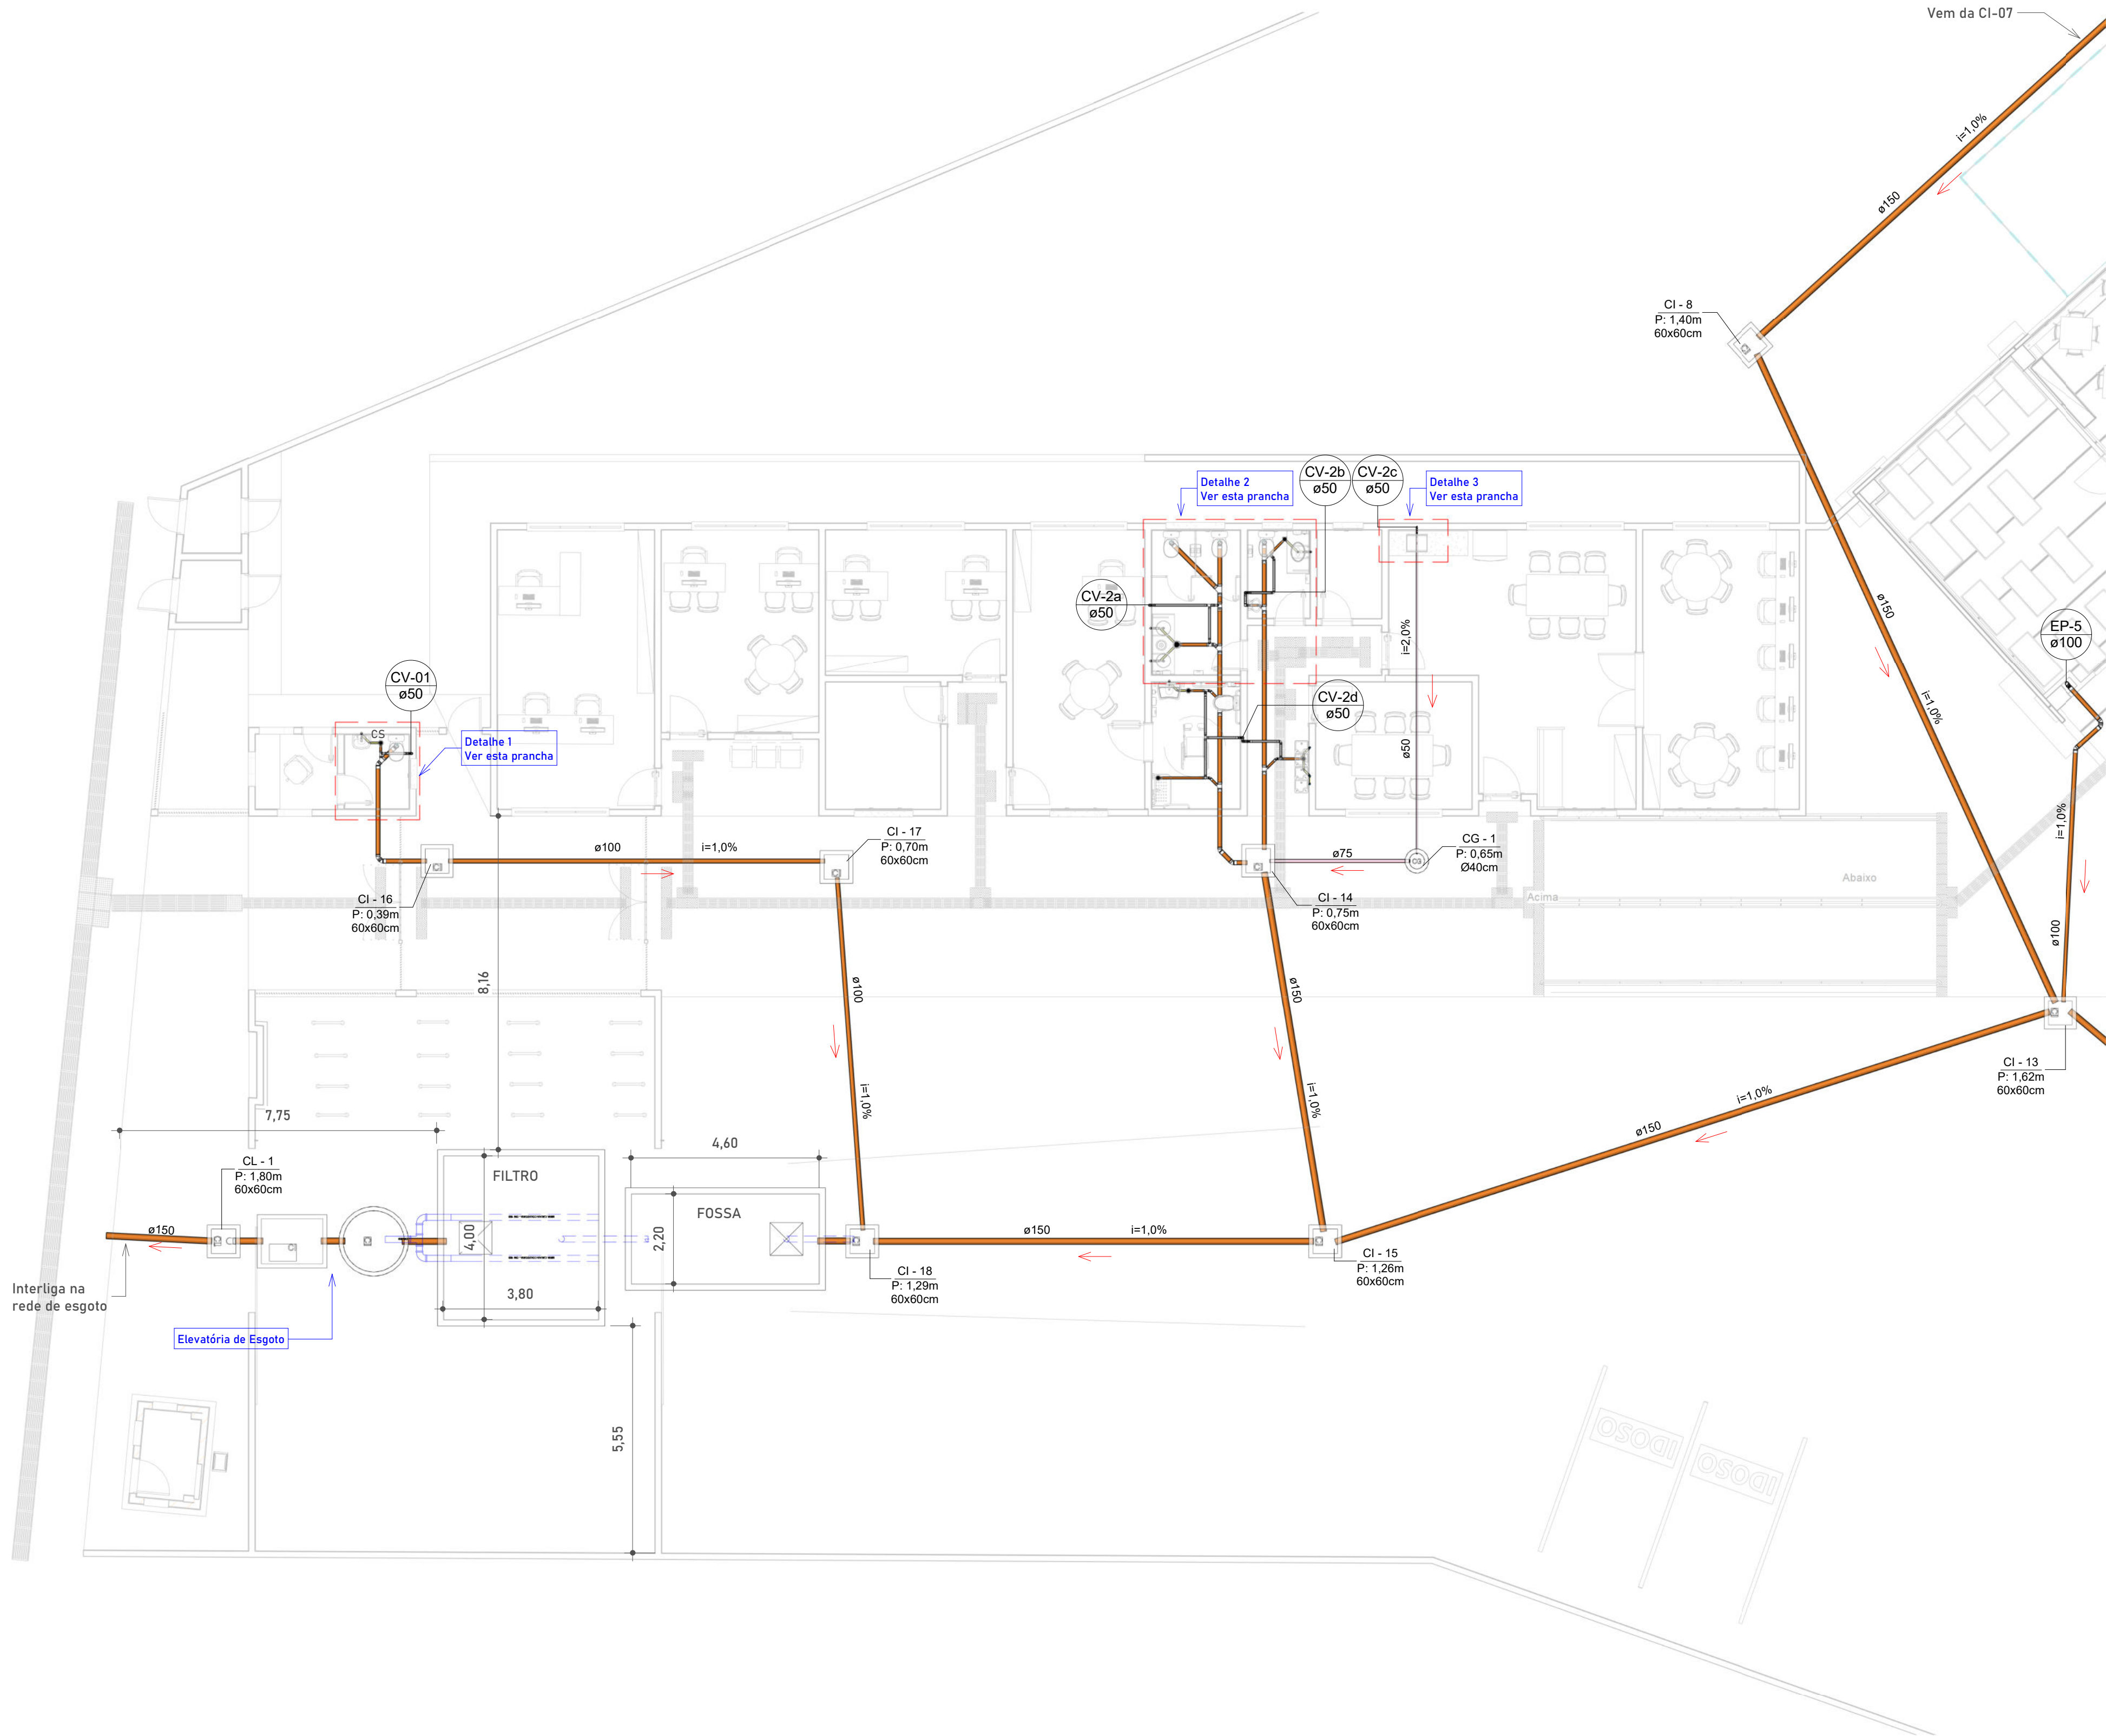 Vem da CI-07
i=1,0%
ø150
CI - 8
P: 1,40m
60x60cm
Detalhe 2
Ver esta prancha
CV-2b
ø50
CV-2c
ø50
Detalhe 3
Ver esta prancha
CV-2a
ø50
ø150
i=2,0%
EP-5
ø100
CV-01
ø50
CV-2d
ø50
i=1,0%
CS
Detalhe 1
Ver esta prancha
ø50
i=1,0%
CI - 17
P: 0,70m
60x60cm
ø100
i=1,0%
CG - 1
P: 0,65m
Ø40cm
ø75
CG
CI
CI
CI
Abaixo
Acima
CI - 16
P: 0,39m
60x60cm
CI - 14
P: 0,75m
60x60cm
ø100
8,16
ø100
ø150
CI - 13
P: 1,62m
60x60cm
i=1,0%
i=1,0%
i=1,0%
7,75
ø150
4,60
CL - 1
P: 1,80m
60x60cm
FILTRO
FOSSA
ø150
4,00
2,20
ø150
i=1,0%
CI - 15
P: 1,26m
60x60cm
CI - 18
P: 1,29m
60x60cm
Interliga na
rede de esgoto
3,80
Elevatória de Esgoto
5,55
IDOSO
IDOSO